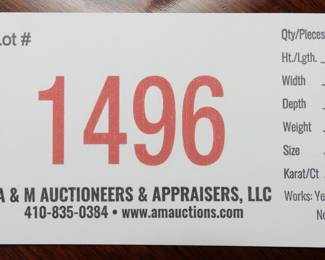 Lot #
1496
A & M AUCTIONEERS & APPRAISERS, LLC
410-835-0384 • www.amauctions.com
Qty/Pieces
Ht./Lgth.
Width
Depth
Weight
Size
Karat/Ct
Works: Ye
No